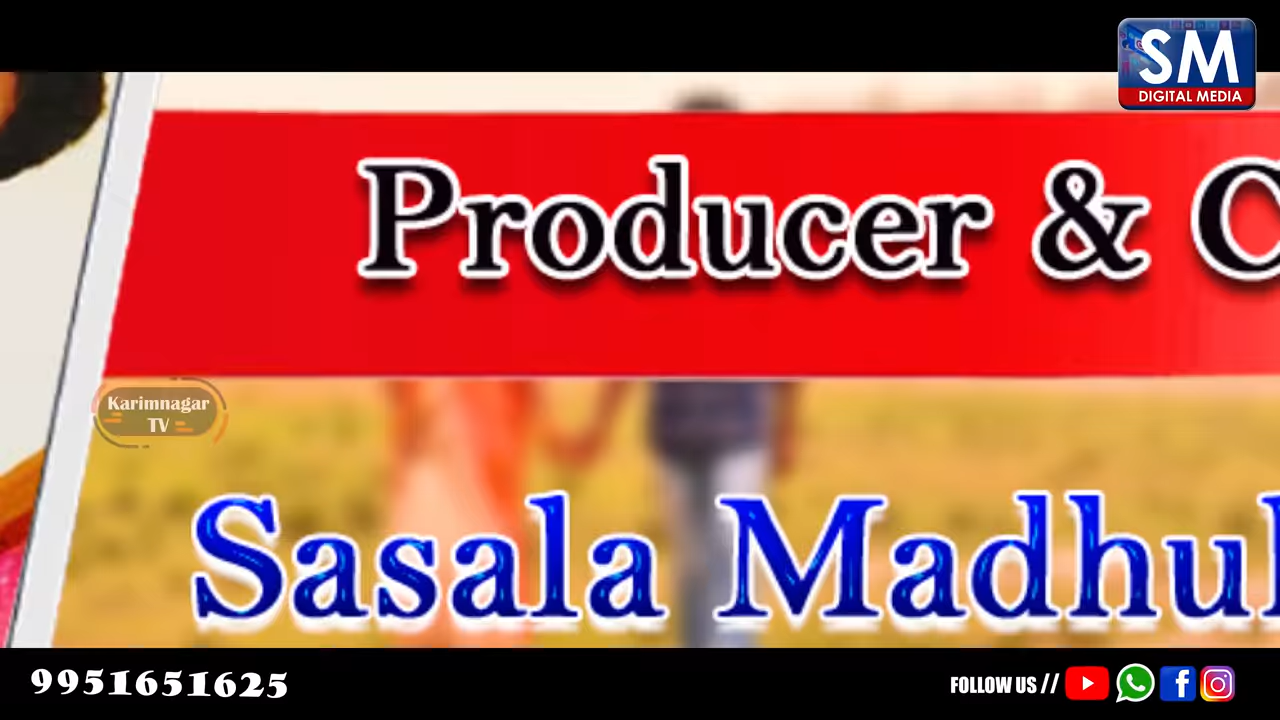 SM
DIGITAL MEDIA
Producer & C
Karimnagar
TV
Sasala Madhu
9951651625
FOLLOW US //